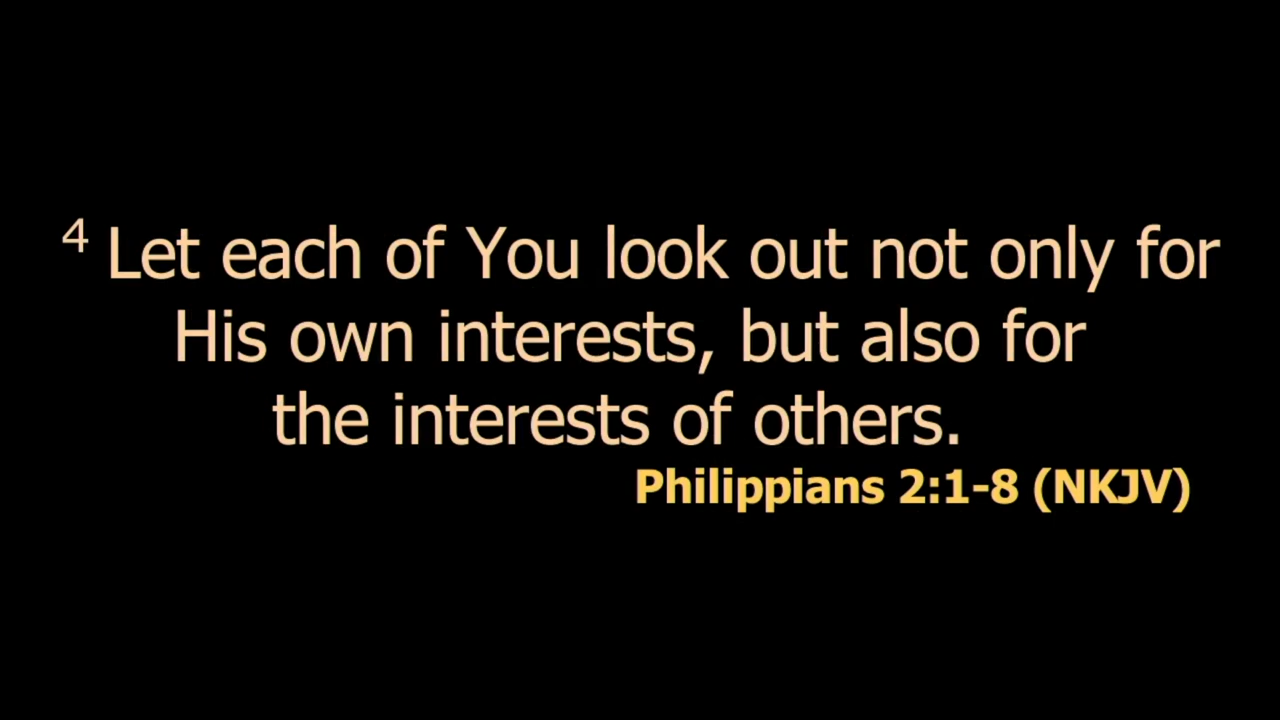 4 Let each of You look out not only for
His own interests, but also for
the interests of others.
Philippians 2:1-8 (NKJV)